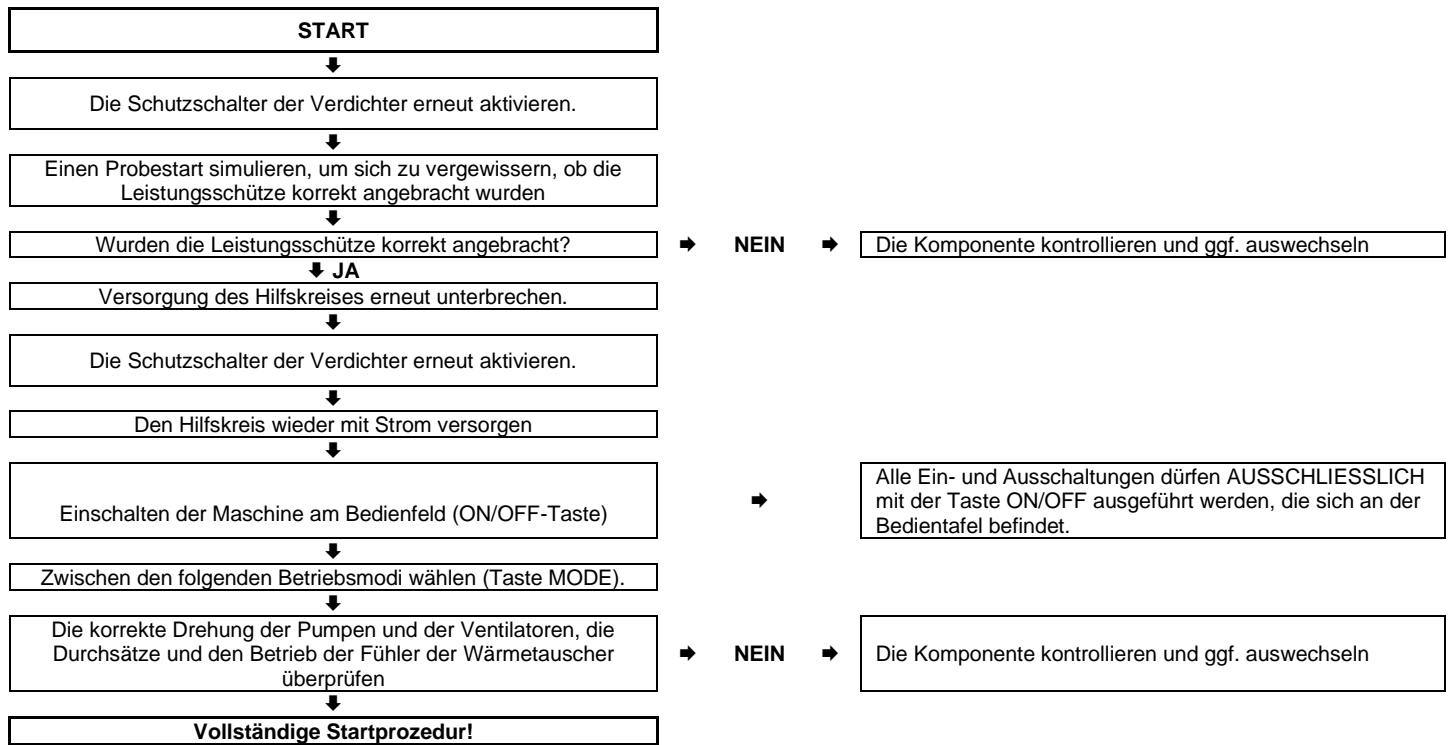 START
Die Schutzschalter der Verdichter erneut aktivieren.
Einen Probestart simulieren, um sich zu vergewissern, ob die
Leistungsschütze korrekt angebracht wurden
Wurden die Leistungsschütze korrekt angebracht?
NEIN
Die Komponente kontrollieren und ggf. auswechseln
JA
Versorgung des Hilfskreises erneut unterbrechen.
Die Schutzschalter der Verdichter erneut aktivieren.
Den Hilfskreis wieder mit Strom versorgen
Einschalten der Maschine am Bedienfeld (ON/OFF-Taste)
Alle Ein- und Ausschaltungen dürfen AUSSCHLIESSLICH
mit der Taste ON/OFF ausgeführt werden, die sich an der
Bedientafel befindet.
Zwischen den folgenden Betriebsmodi wählen (Taste MODE).
Die korrekte Drehung der Pumpen und der Ventilatoren, die
Durchsätze und den Betrieb der Fühler der Wärmetauscher
überprüfen
NEIN
Die Komponente kontrollieren und ggf. auswechseln
Vollständige Startprozedur!